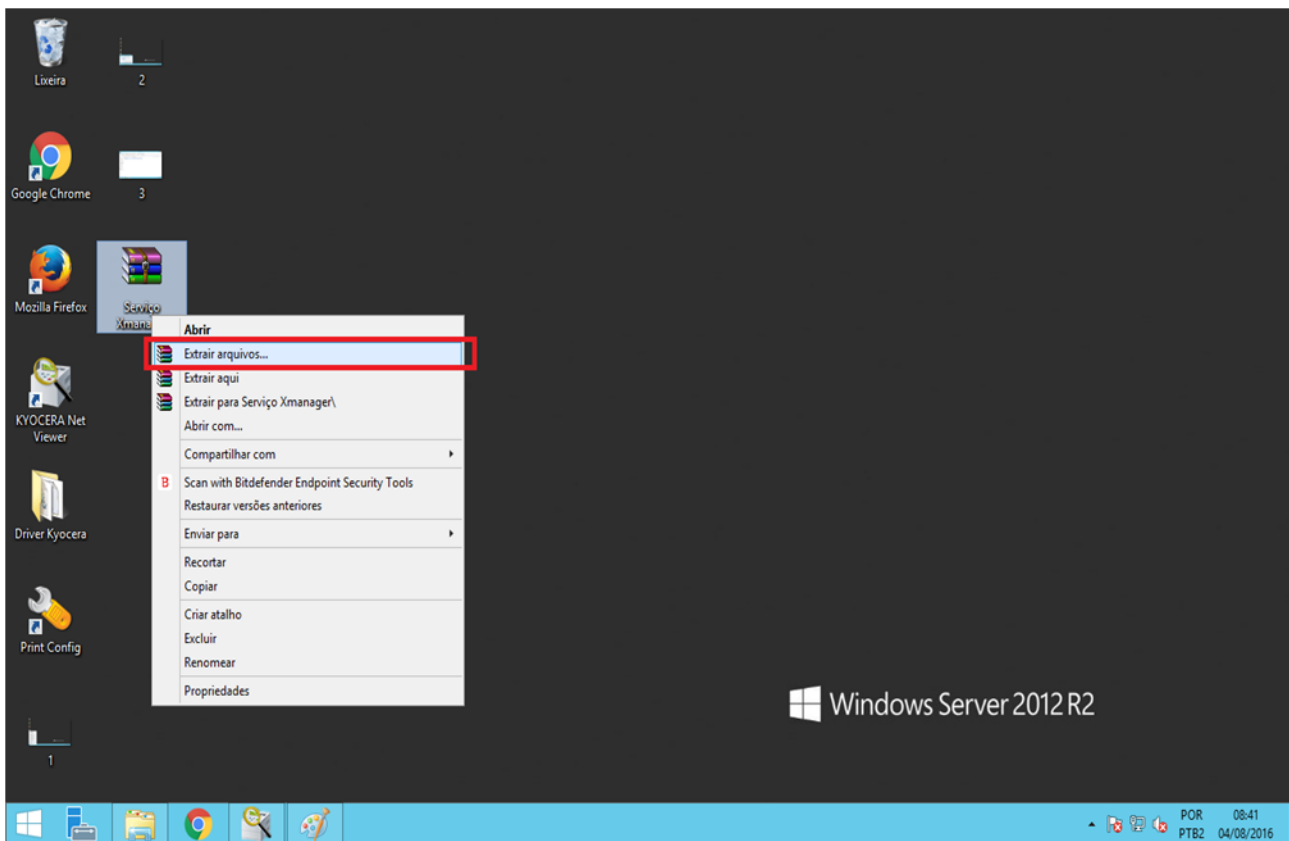 Lixeira
2
Google Chrome
3
Mozilla Firefox
Serviço
KYOCERA Net
Viewer
Driver Kyocera
Print Config
1
Abrir
Extrair arquivos...
Extrair aqui
Extrair para Serviço Xmanager\
Abrir com...
Compartilhar com
B
Scan with Bitdefender Endpoint Security Tools
Restaurar versões anteriores
Enviar para
Recortar
Copiar
Criar atalho
Excluir
Renomear
Propriedades
Windows Server 2012 R2
POR
PTB2
08:41
04/08/2016